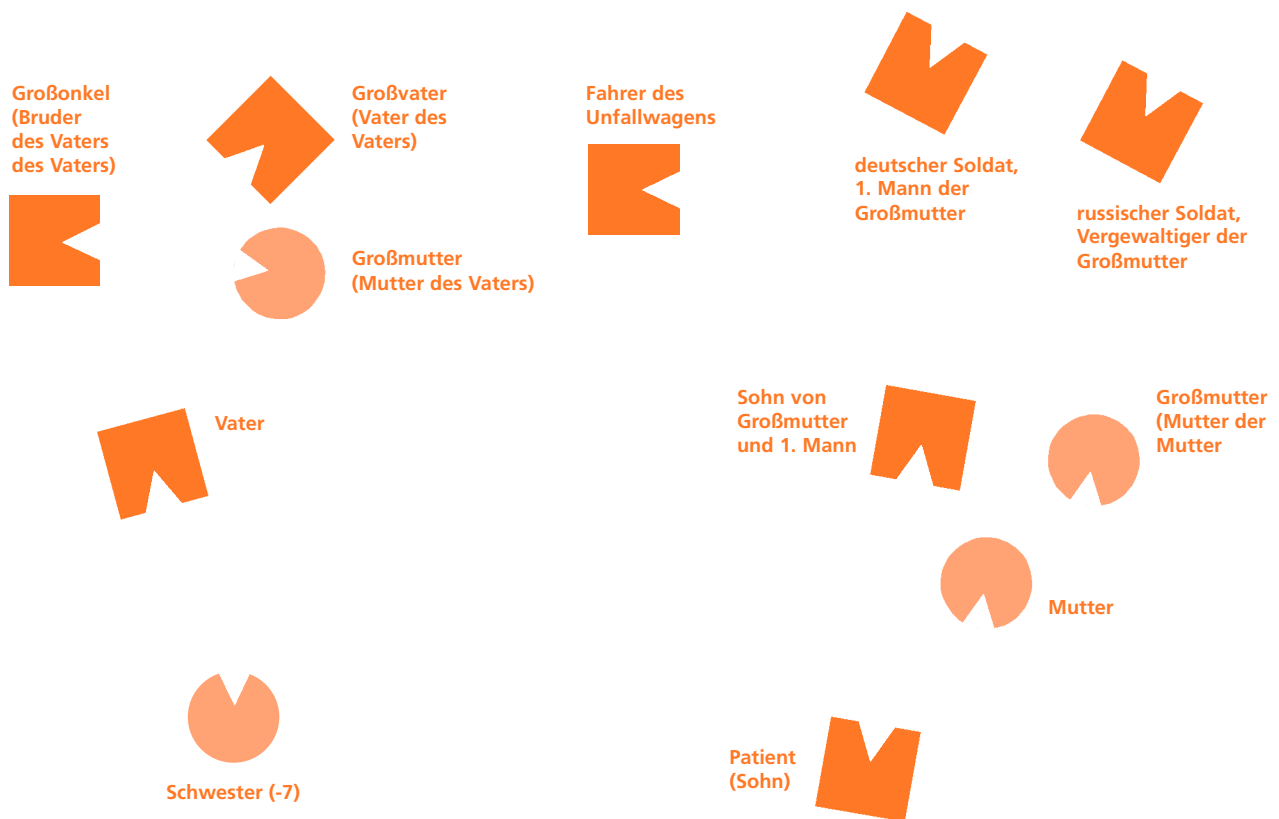 Großonkel
(Bruder
des Vaters
des Vaters)
Großvater
(Vater des
Vaters)
Fahrer des
Unfallwagens
deutscher Soldat,
1. Mann der
Großmutter
russischer Soldat,
Vergewaltiger der
Großmutter
Großmutter
(Mutter des Vaters)
Vater
Sohn von
Großmutter
und 1. Mann
Großmutter
(Mutter der
Mutter
Mutter
Schwester (-7)
Patient
(Sohn)